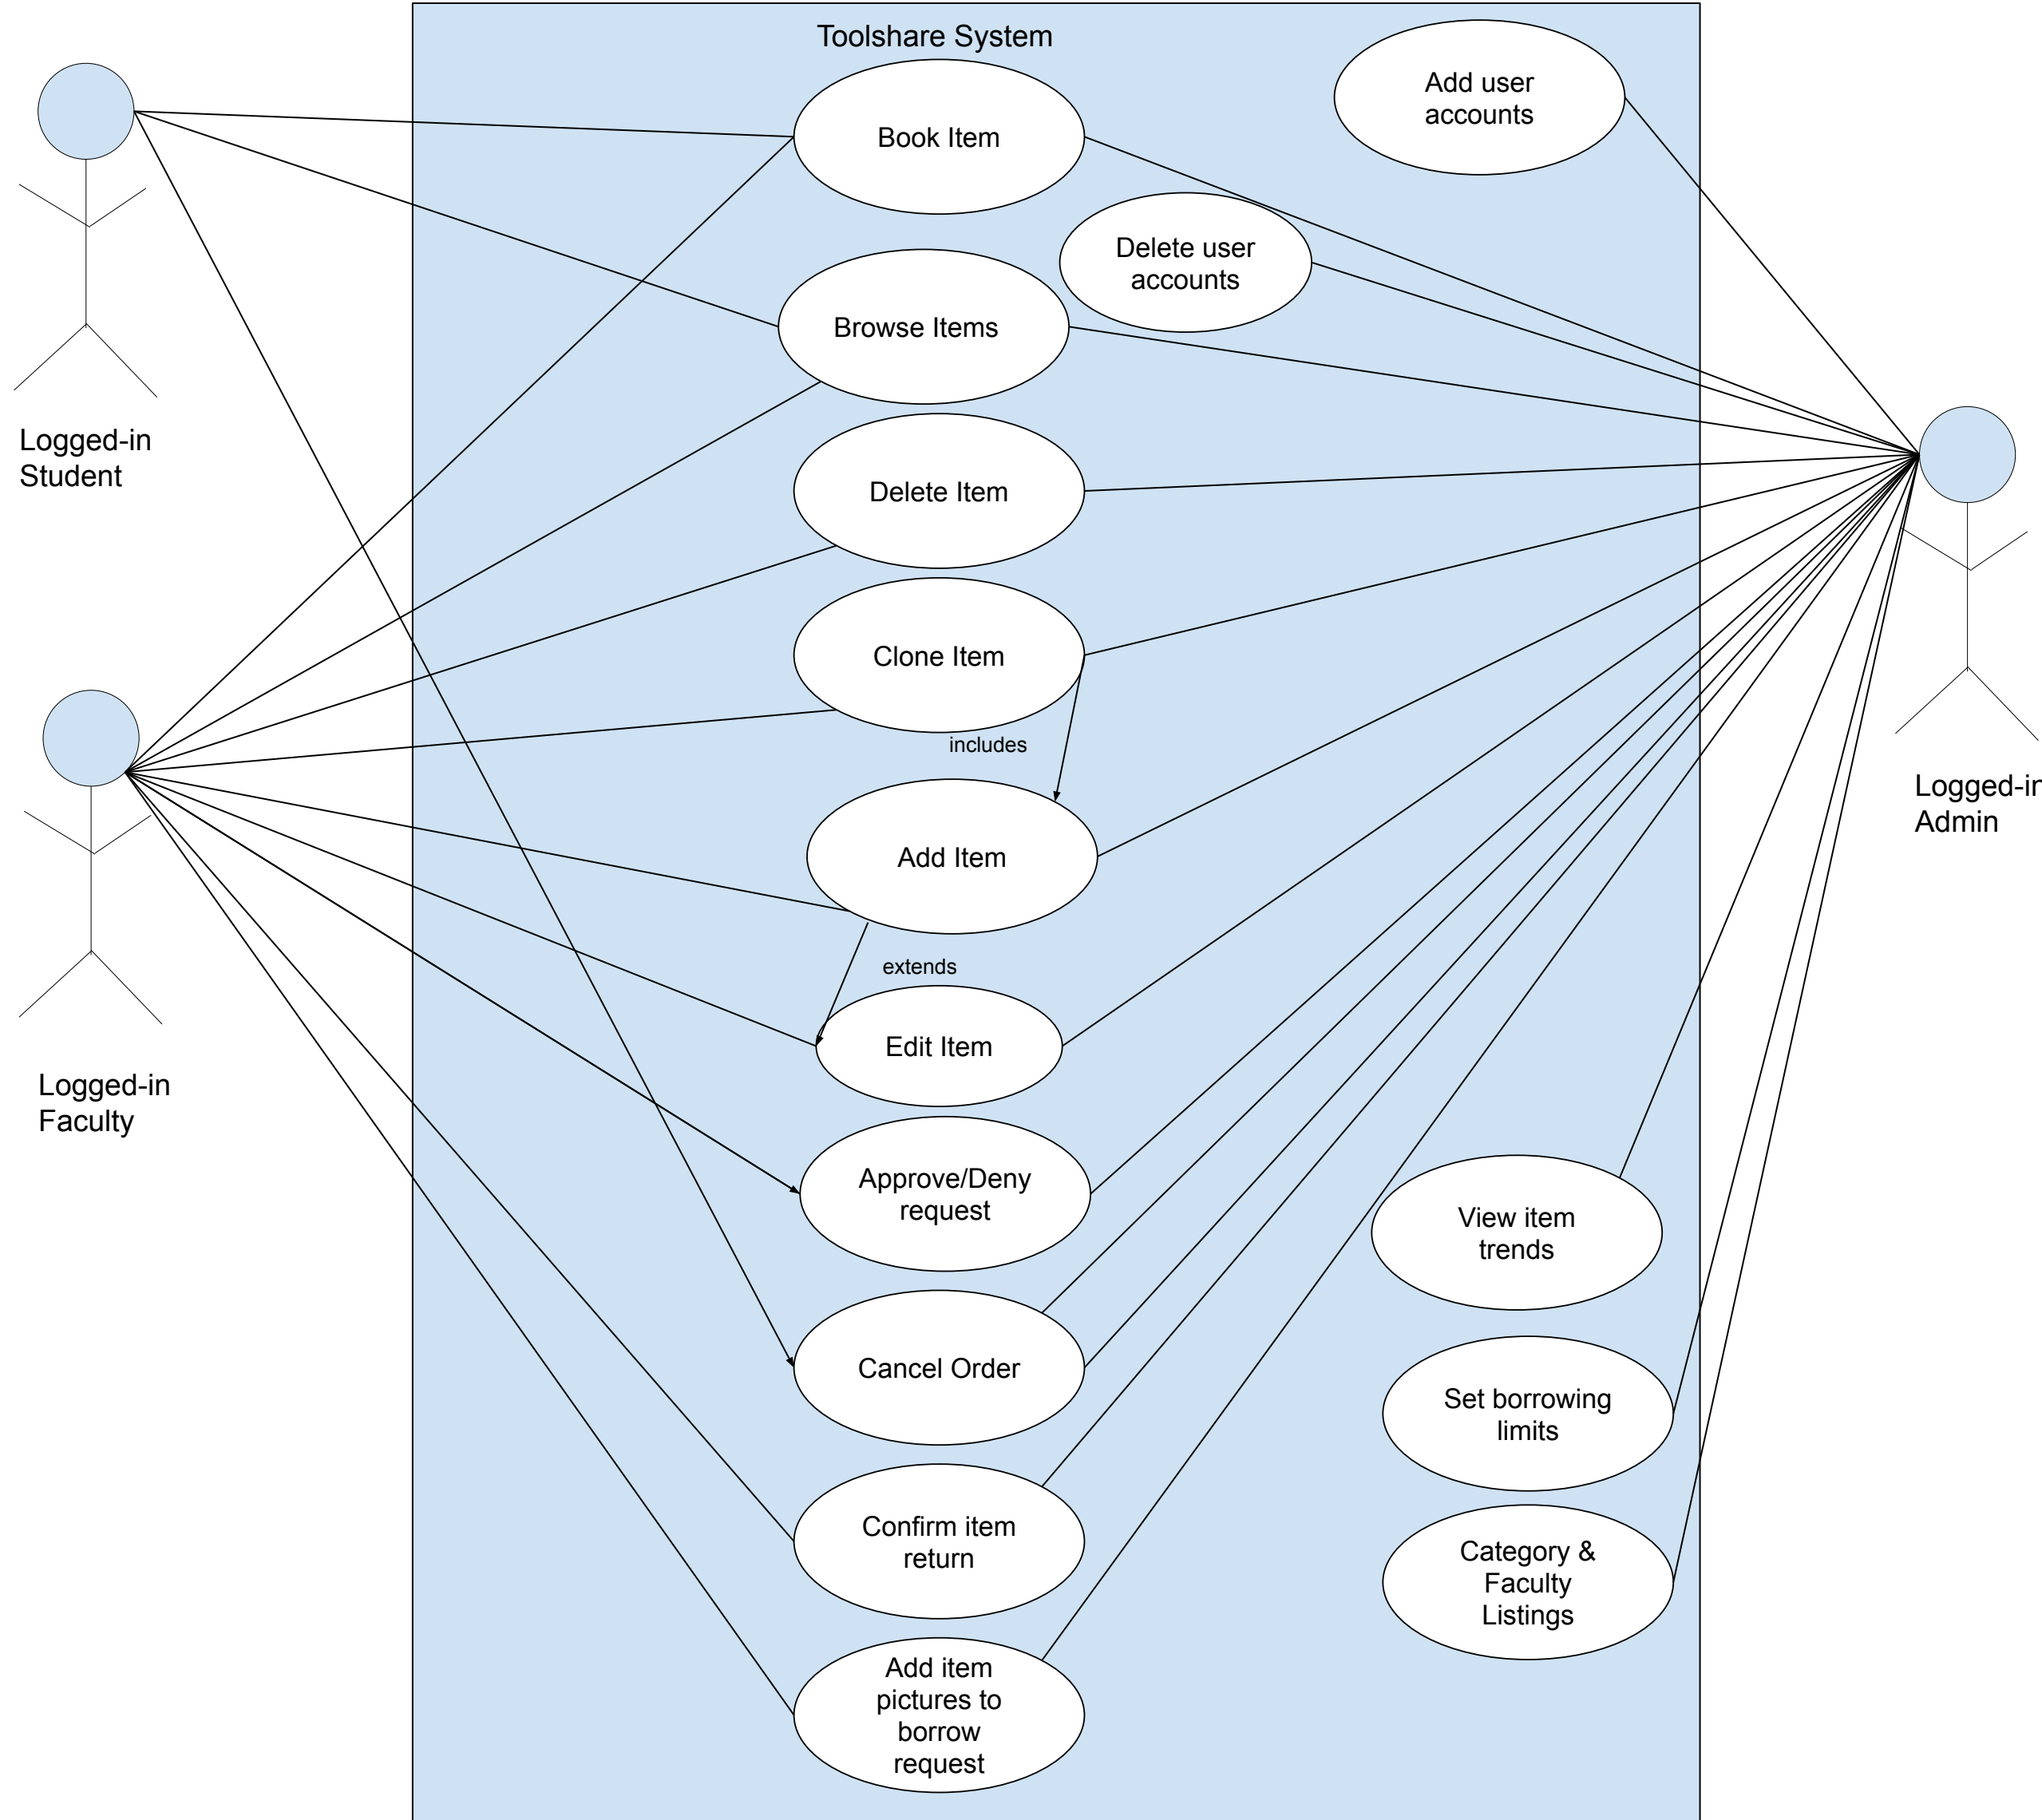 Toolshare System
Add user
accounts
Book Item
Delete user
accounts
Browse Items
Logged-in
Student
Delete Item
Clone Item
includes
Logged-in
Admin
Add Item
extends
Edit Item
Logged-in
Faculty
Approve/Deny
request
View item
trends
Cancel Order
Set borrowing
limits
Confirm item
return
Category &
Faculty
Listings
Add item
pictures to
borrow
request